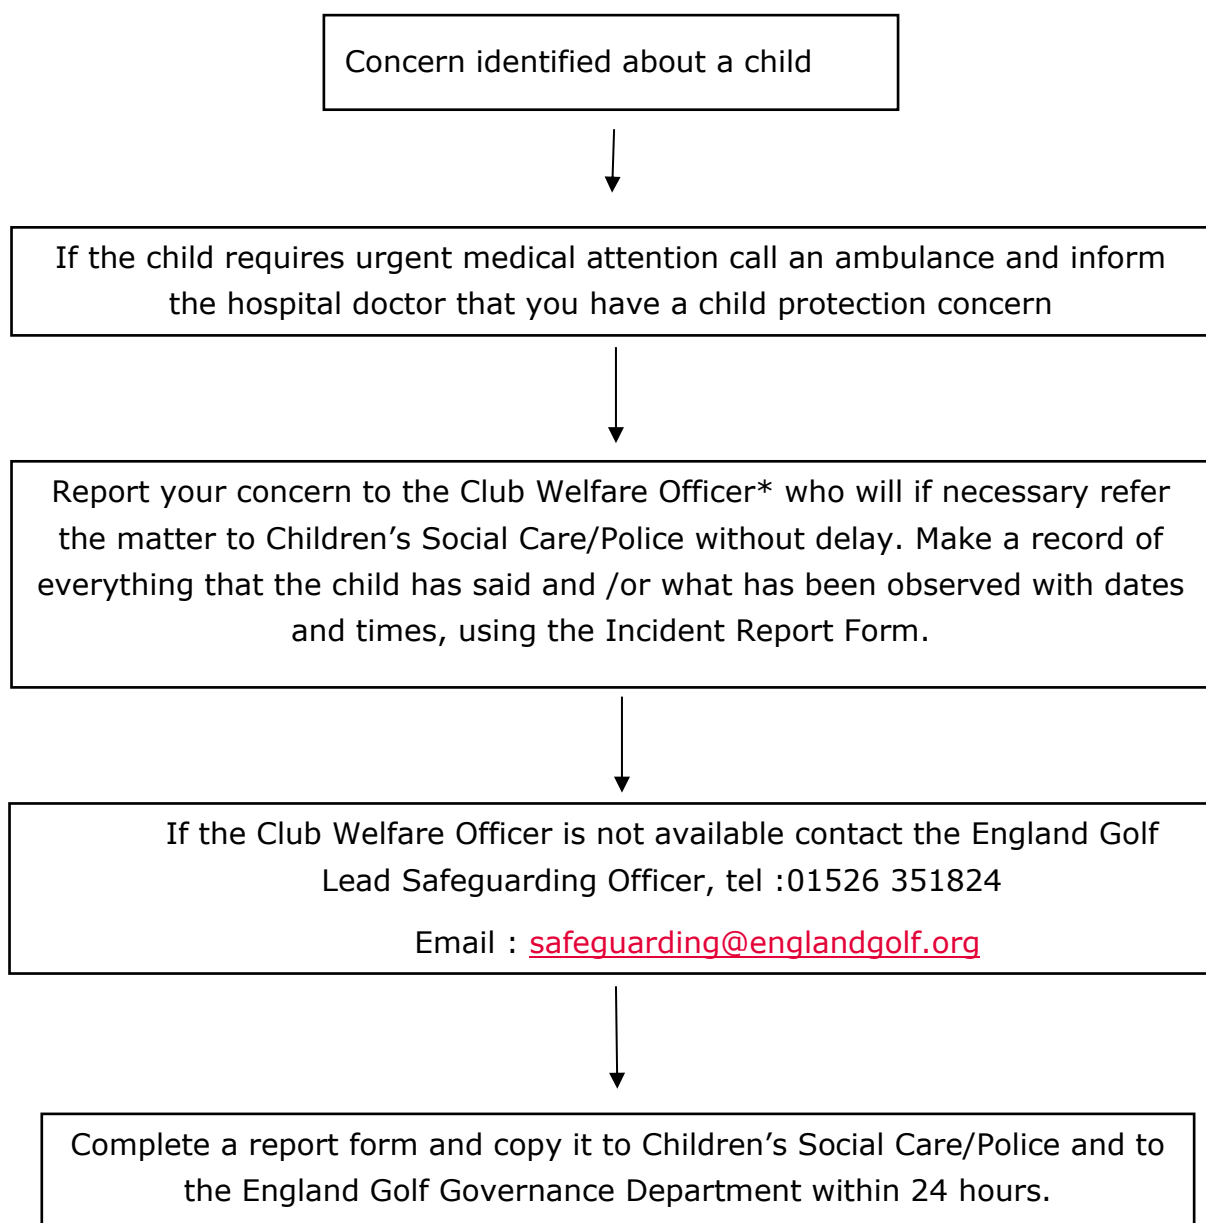 Concern identified about a child
If the child requires urgent medical attention call an ambulance and inform
the hospital doctor that you have a child protection concern
Report your concern to the Club Welfare Officer* who will if necessary refer
the matter to Children’s Social Care/Police without delay. Make a record of
everything that the child has said and /or what has been observed with dates
and times, using the Incident Report Form.
If the Club Welfare Officer is not available contact the England Golf
Lead Safeguarding Officer, tel :01526 351824
Email : safeguarding@englandgolf.org
Complete a report form and copy it to Children’s Social Care/Police and to
the England Golf Governance Department within 24 hours.